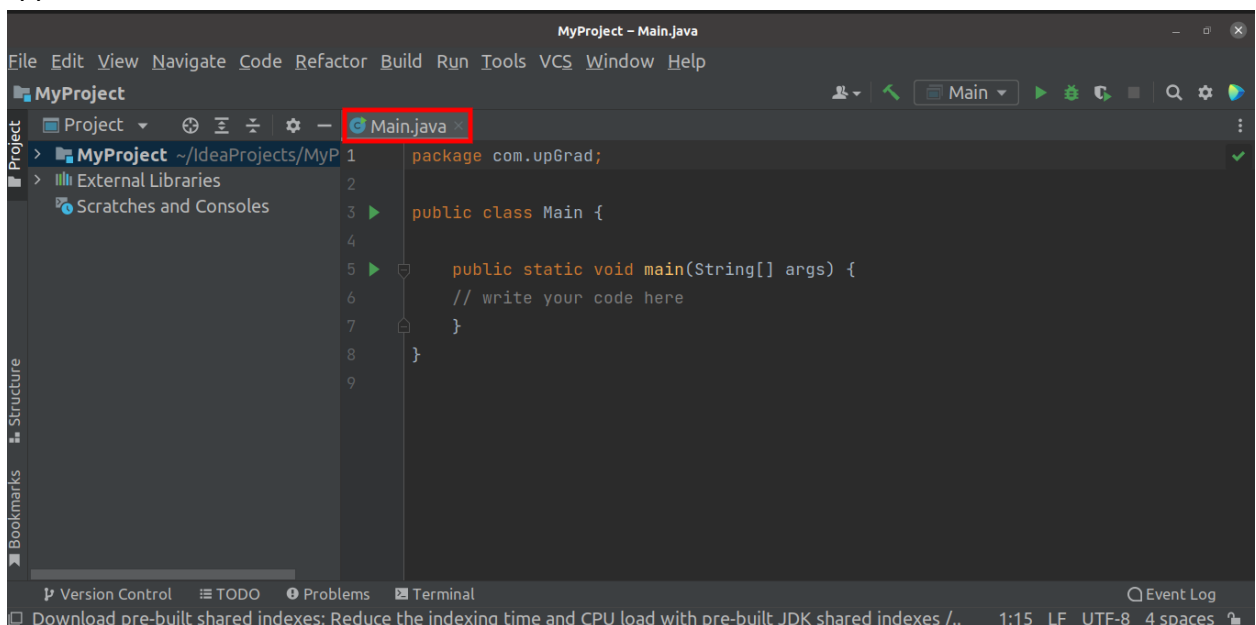 MyProject – Main.java
File Edit View Navigate Code Refactor Build Run Tools VCS Window Help
MyProject
Main
Project
Main.java
Project
MyProject ~/IdeaProjects/MyP
External Libraries
Scratches and Consoles
1 package com.upGrad;
2
3 public class Main {
4
5 public static void main(String[] args) {
6 // write your code here
7 }
8 }
9
Structure
Bookmarks
Version Control TODO Problems Terminal Event Log
Download pre-built shared indexes: Reduce the indexing time and CPU load with pre-built JDK shared indexes /.. 1:15 LF UTF-8 4 spaces